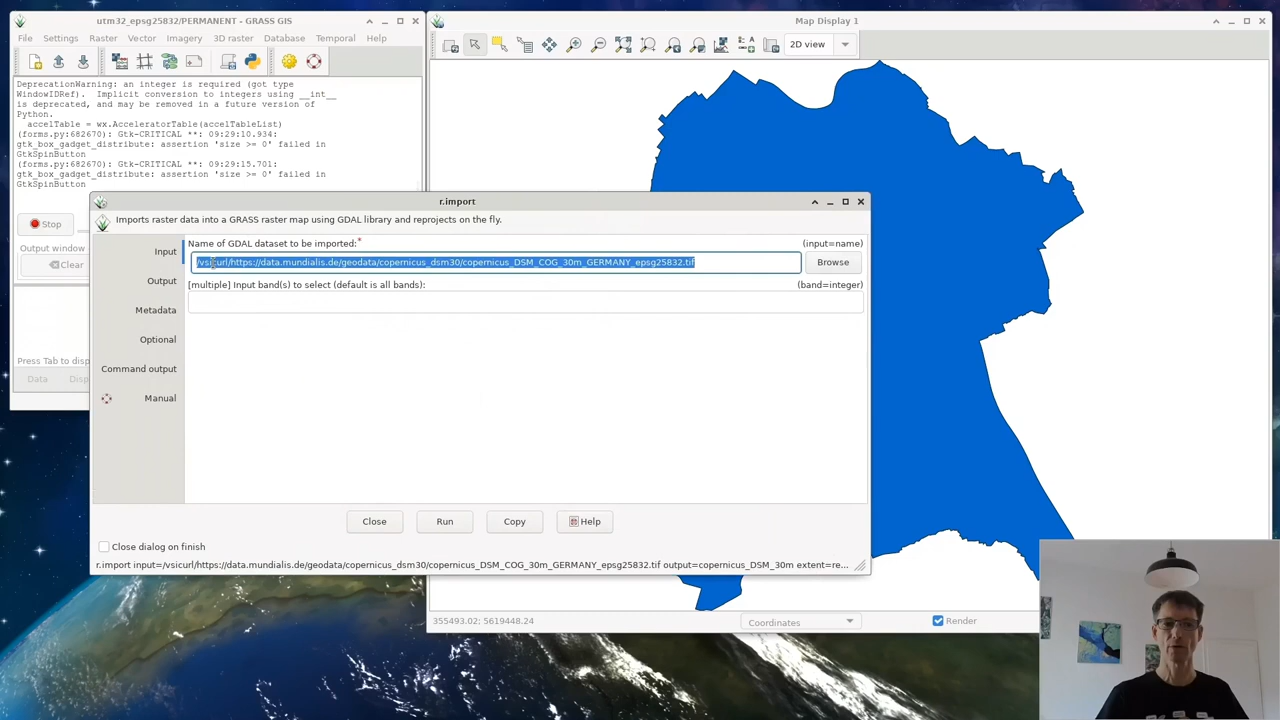 utm32_epsg25832/PERMANENT - GRASS GIS
File Settings Raster Vector Imagery 3D raster Database Temporal Help
DeprecationWarning: an integer is required (got type
WindowIDRef).  Implicit conversion to integers using __int__
is deprecated, and may be removed in a future version of
Python.
accelTable = wx.AcceleratorTable(accelTableList)
(forms.py:682670): Gtk-CRITICAL **: 09:29:10.934:
gtk_box_gadget_distribute: assertion 'size >= 0' failed in
GtkSpinButton
(forms.py:682670): Gtk-CRITICAL **: 09:29:15.701:
gtk_box_gadget_distribute: assertion 'size >= 0' failed in
GtkSpinButton
Stop
Output window
Clear
Press Tab to disp
Data Disp
Map Display 1
2D view
r.import
Imports raster data into a GRASS raster map using GDAL library and reprojects on the fly.
Input
Output
Metadata
Optional
Command output
Manual
Name of GDAL dataset to be imported:* (input=name)
/vsicurl/https://data.mundialis.de/geodata/copernicus_dsm30/copernicus_DSM_COG_30m_GERMANY_epsg25832.tif
Browse
[multiple] Input band(s) to select (default is all bands): (band=integer)
Close Run Copy Help
Close dialog on finish
r.import input=/vsicurl/https://data.mundialis.de/geodata/copernicus_dsm30/copernicus_DSM_COG_30m_GERMANY_epsg25832.tif output=copernicus_DSM_30m extent=re...
355493.02; 5619448.24
Coordinates
Render